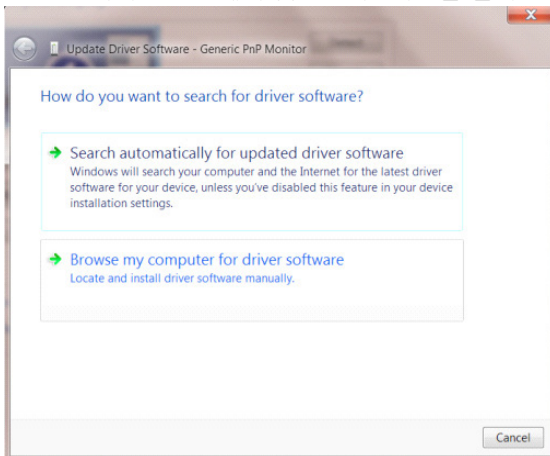 Update Driver Software - Generic PnP Monitor
How do you want to search for driver software?
Search automatically for updated driver software
Windows will search your computer and the Internet for the latest driver
software for your device, unless you've disabled this feature in your device
installation settings.
Browse my computer for driver software
Locate and install driver software manually.
Cancel